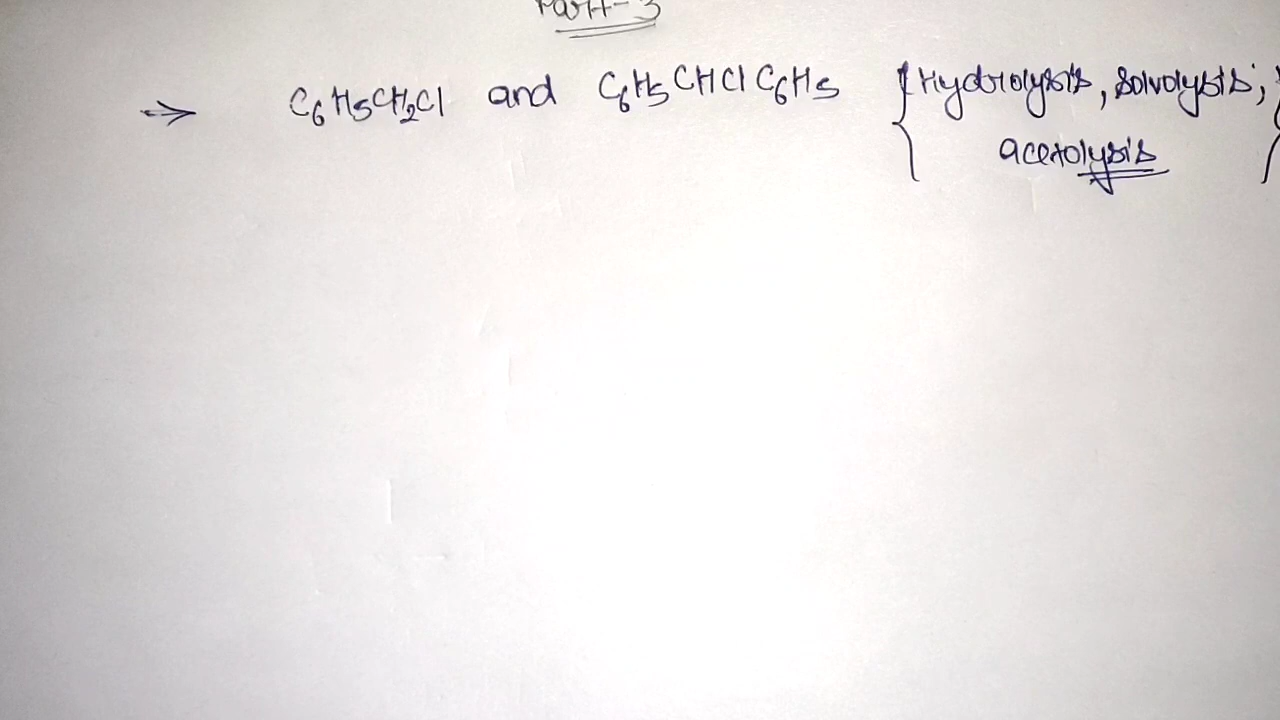 Part-3
⇒ C6H5CH2Cl and C6H5CHClC6H5 {Hydrolysis, solvolysis,
acetolysis }